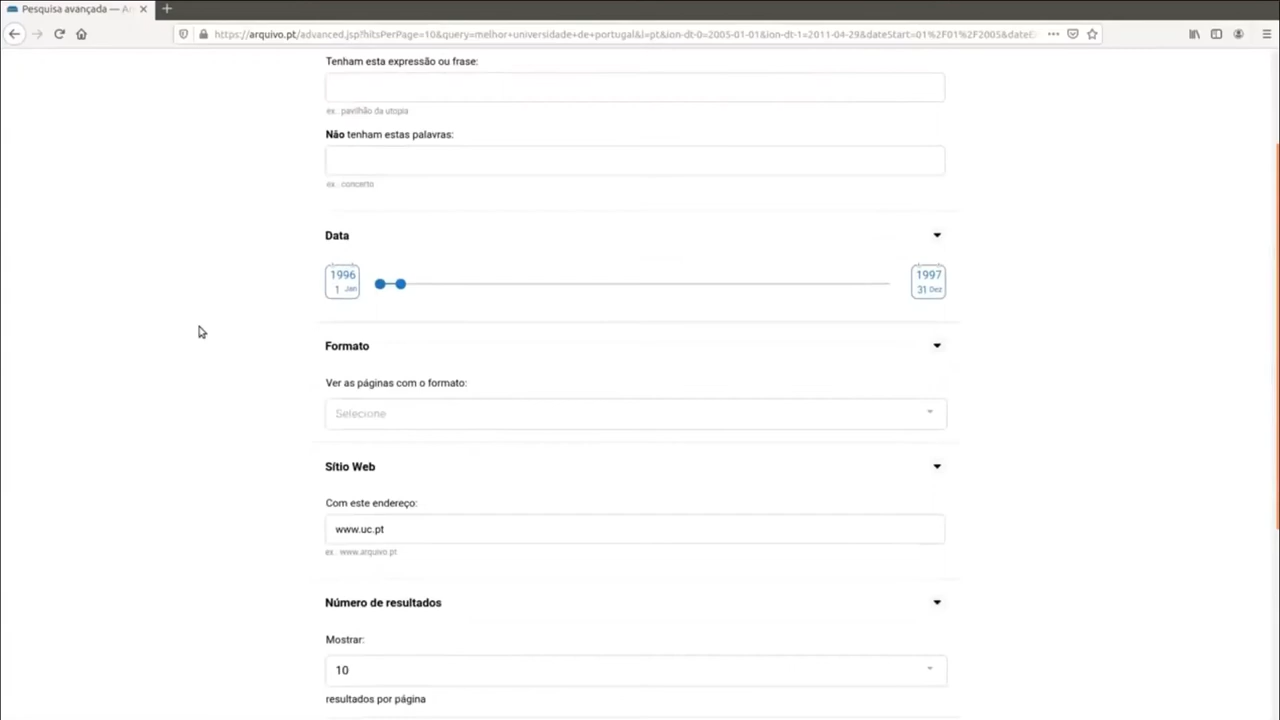 Pesquisa avançada — Ar
https://arquivo.pt/advanced.jsp?hitsPerPage=10&query=melhor+universidade+de+portugal&l=pt&ion-dt-0=2005-01-01&ion-dt-1=2011-04-29&dateStart=01%2F01%2F2005&dateE
Tenham esta expressão ou frase:
ex.: pavilhão da utopia
Não tenham estas palavras:
ex.: concerto
Data
1996
1 Jan
1997
31 Dez
Formato
Ver as páginas com o formato:
Selecione
Sítio Web
Com este endereço:
www.uc.pt
ex.: www.arquivo.pt
Número de resultados
Mostrar:
10
resultados por página